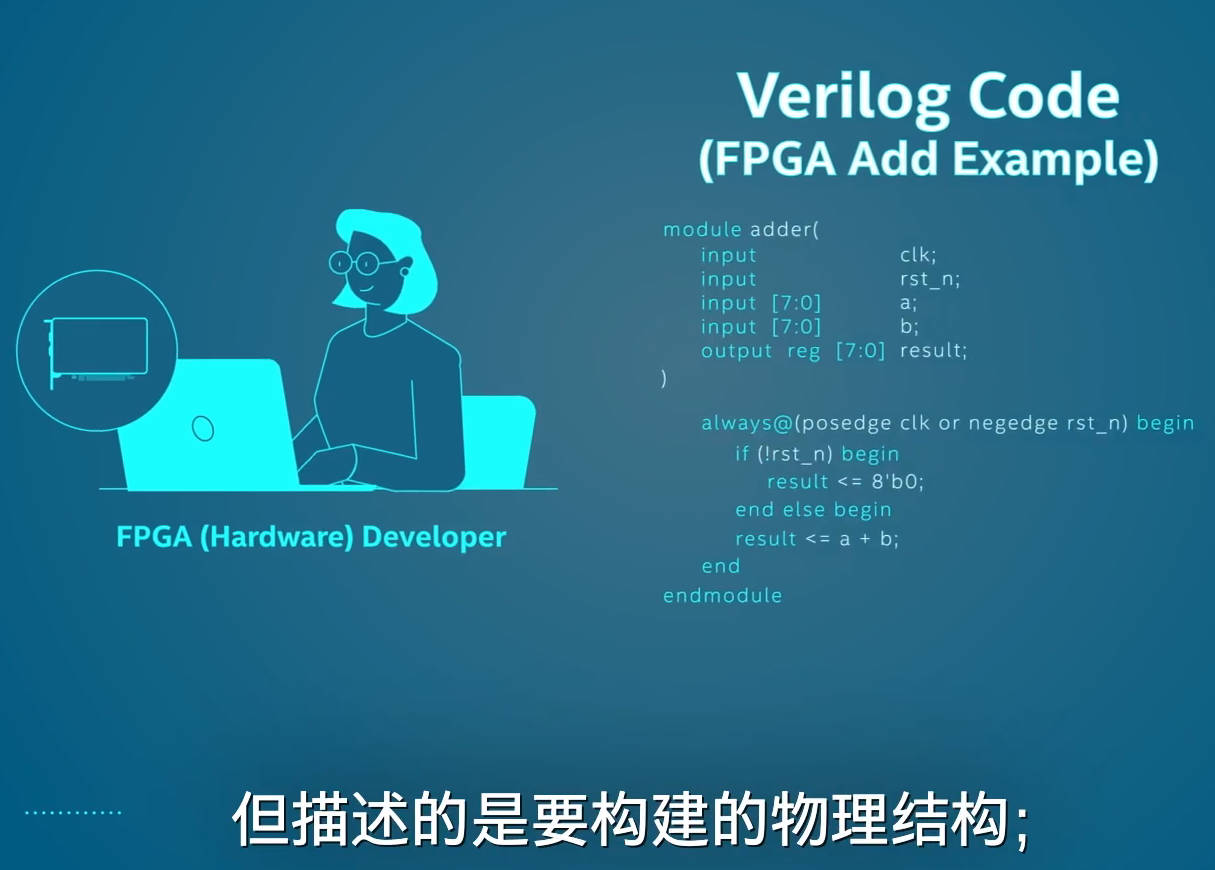 Verilog Code
(FPGA Add Example)
module adder(
input clk;
input rst_n;
input [7:0] a;
input [7:0] b;
output reg [7:0] result;
)
always@(posedge clk or negedge rst_n) begin
if (!rst_n) begin
result <= 8'b0;
end else begin
result <= a + b;
end
endmodule
FPGA (Hardware) Developer
但描述的是要构建的物理结构;